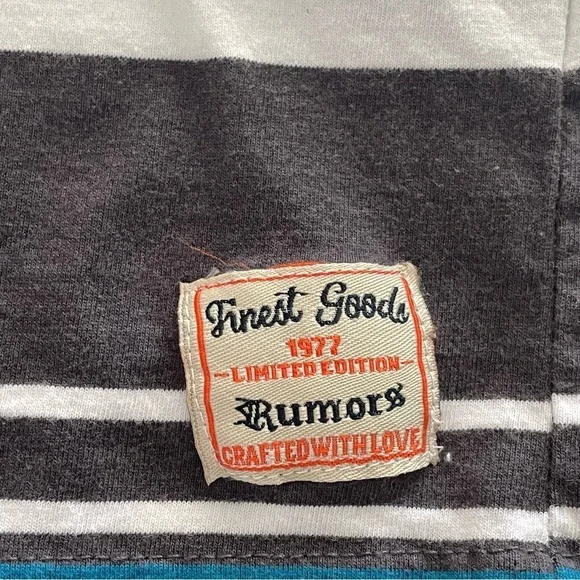 Finest Goods
1977
-LIMITED EDITION-
Rumors
CRAFTED WITH LOVE